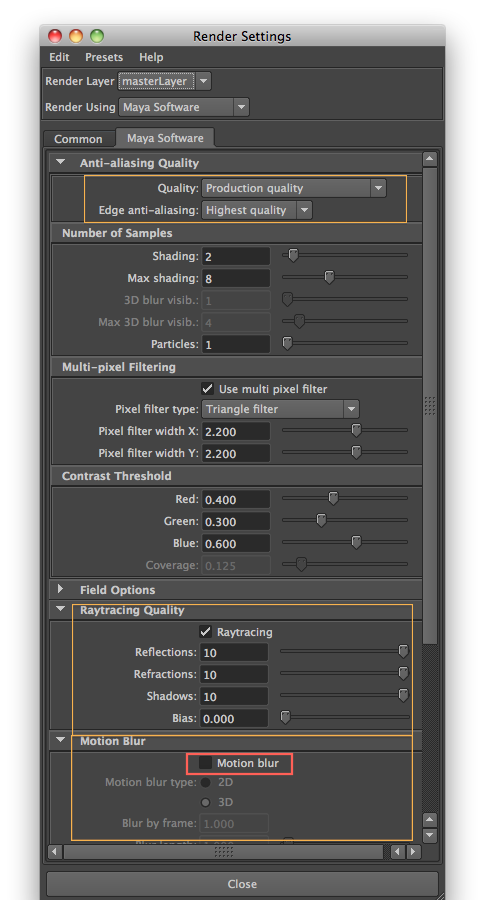 Render Settings
Edit Presets Help
Render Layer masterLayer
Render Using Maya Software
Common Maya Software
Anti-aliasing Quality
Quality: Production quality
Edge anti-aliasing: Highest quality
Number of Samples
Shading: 2
Max shading: 8
3D blur visib.: 1
Max 3D blur visib.: 4
Particles: 1
Multi-pixel Filtering
Use multi pixel filter
Pixel filter type: Triangle filter
Pixel filter width X: 2.200
Pixel filter width Y: 2.200
Contrast Threshold
Red: 0.400
Green: 0.300
Blue: 0.600
Coverage: 0.125
Field Options
Raytracing Quality
Raytracing
Reflections: 10
Refractions: 10
Shadows: 10
Bias: 0.000
Motion Blur
Motion blur
Motion blur type: 2D
3D
Blur by frame: 1.000
Close